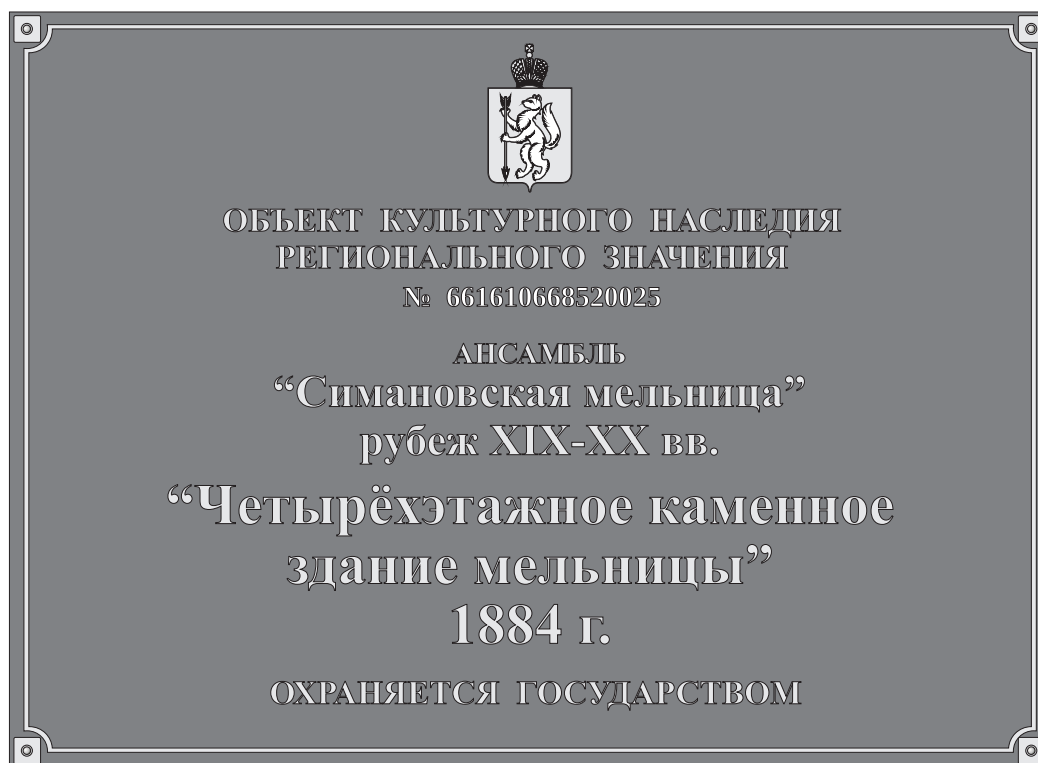 ОБЪЕКТ КУЛЬТУРНОГО НАСЛЕДИЯ
РЕГИОНАЛЬНОГО ЗНАЧЕНИЯ
№ 661610668520025
АНСАМБЛЬ
“Симановская мельница”
рубеж XIX-XX вв.
“Четырёхэтажное каменное
здание мельницы”
1884 г.
ОХРАНЯЕТСЯ ГОСУДАРСТВОМ